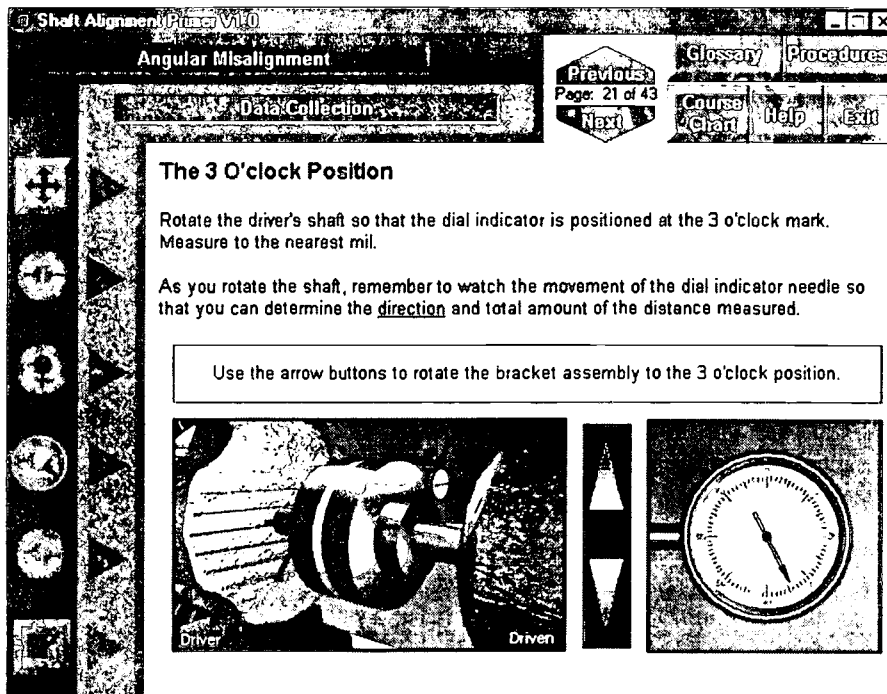 Shaft Alignment Primer V1.0
Angular Misalignment
Data Collection
Previous
Page: 21 of 43
Next
Glossary
Procedures
Course
Chart
Help
Exit
The 3 O'clock Position
Rotate the driver's shaft so that the dial indicator is positioned at the 3 o'clock mark.
Measure to the nearest mil.
As you rotate the shaft, remember to watch the movement of the dial indicator needle so
that you can determine the direction and total amount of the distance measured.
Use the arrow buttons to rotate the bracket assembly to the 3 o'clock position.
Driver
Driven